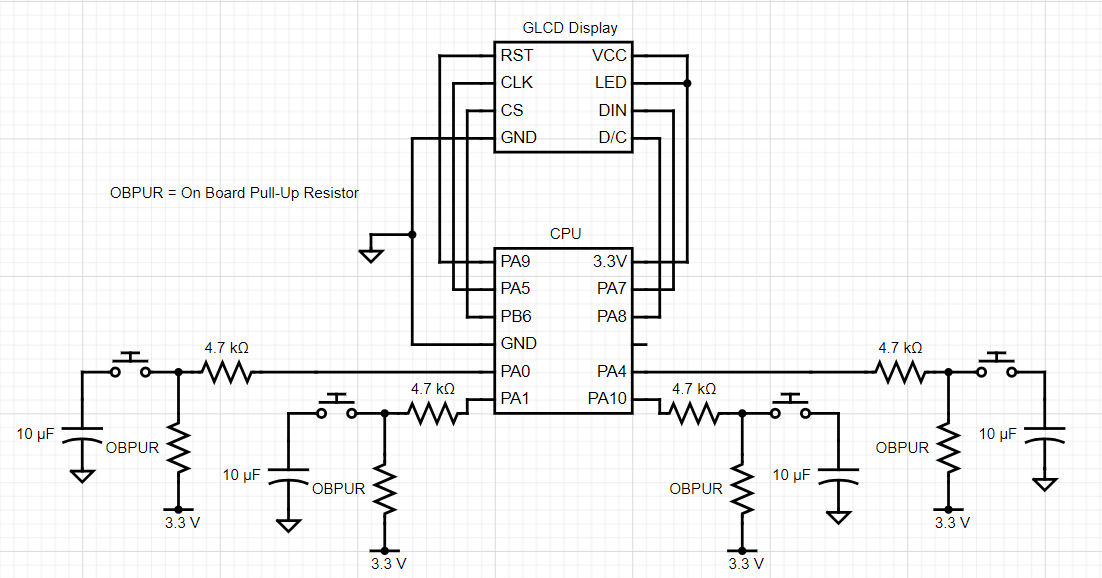 GLCD Display
RST VCC
CLK LED
CS DIN
GND D/C
OBPUR = On Board Pull-Up Resistor
CPU
PA9 3.3V
PA5 PA7
PB6 PA8
GND
4.7 kΩ 4.7 kΩ
PA0 PA4
4.7 kΩ 4.7 kΩ
PA1 PA10
10 µF OBPUR OBPUR 10 µF
10 µF OBPUR OBPUR 10 µF
3.3 V 3.3 V
3.3 V 3.3 V